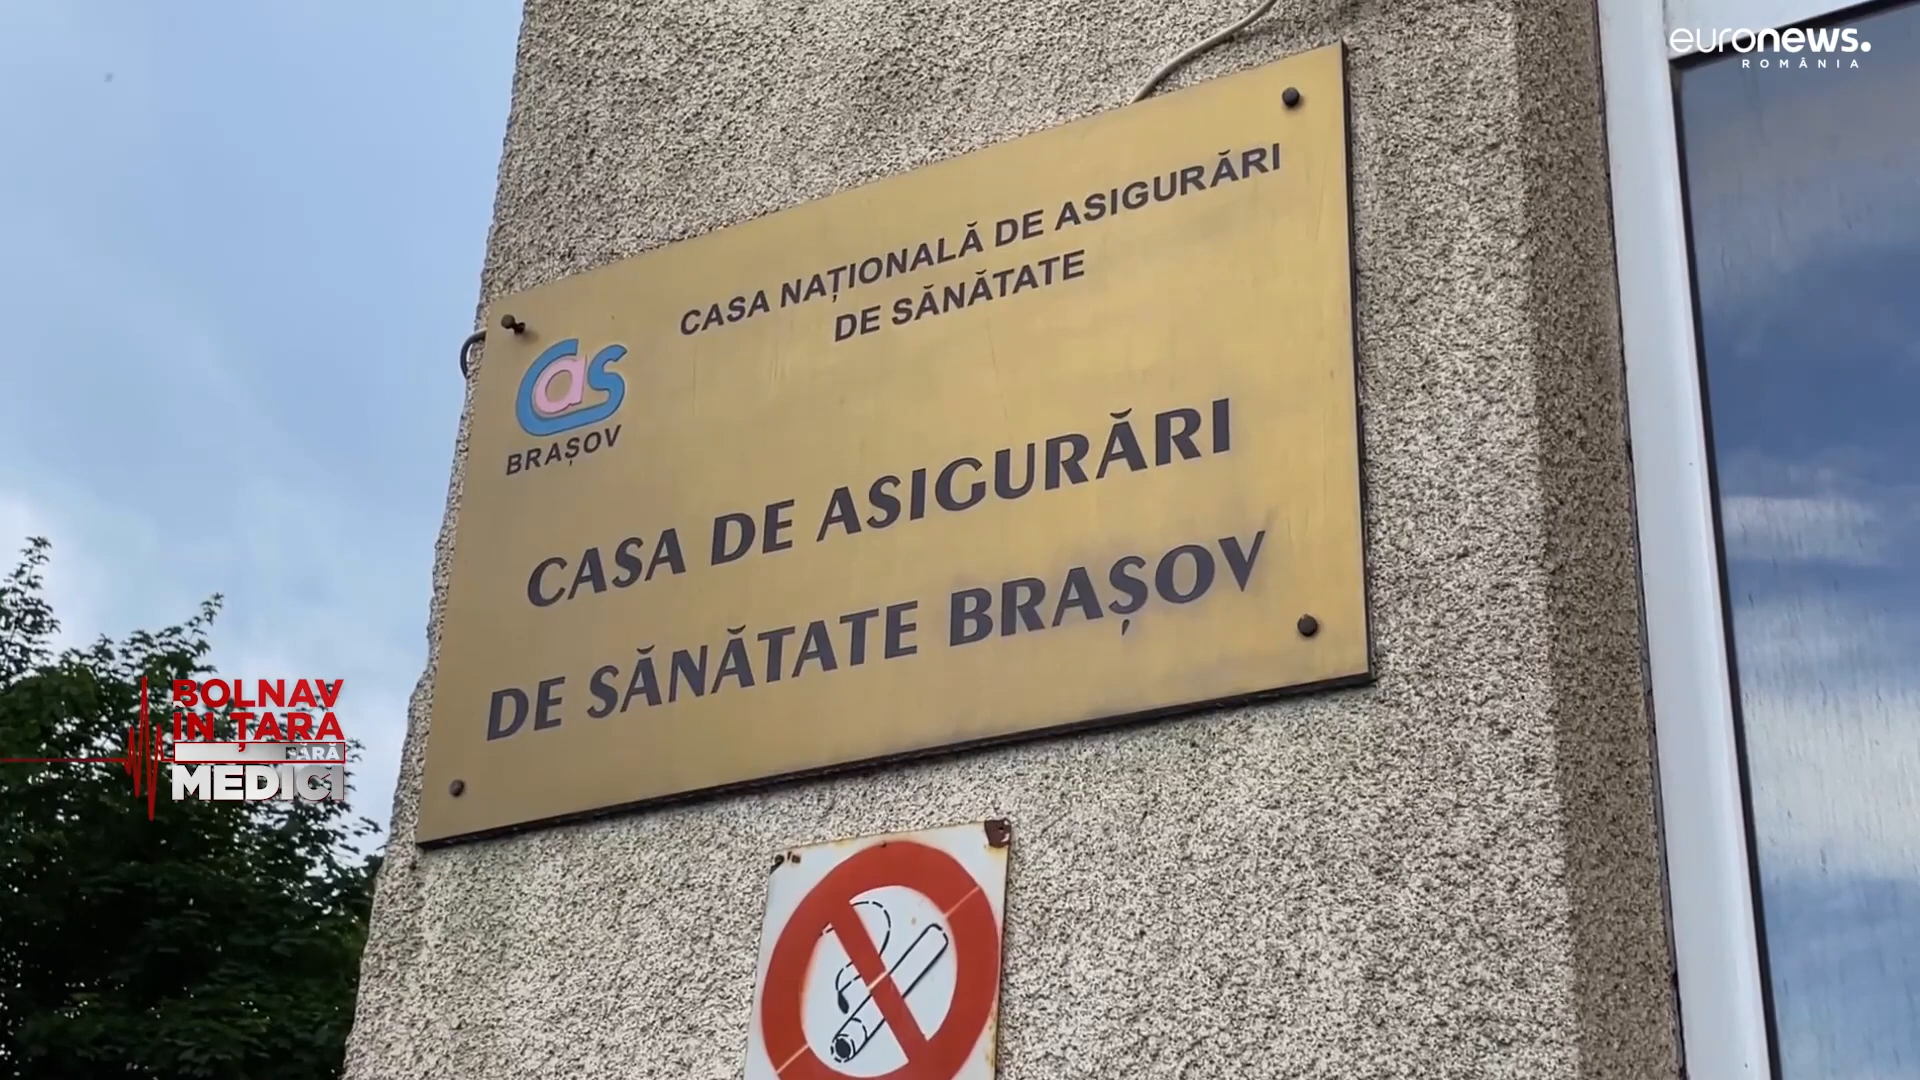 euronews.
ROMÂNIA
CASA NAȚIONALĂ DE ASIGURĂRI
DE SĂNĂTATE
cas
BRAȘOV
CASA DE ASIGURĂRI
DE SĂNĂTATE BRAȘOV
BOLNAV
ÎN ȚARA
FĂRĂ
MEDICI